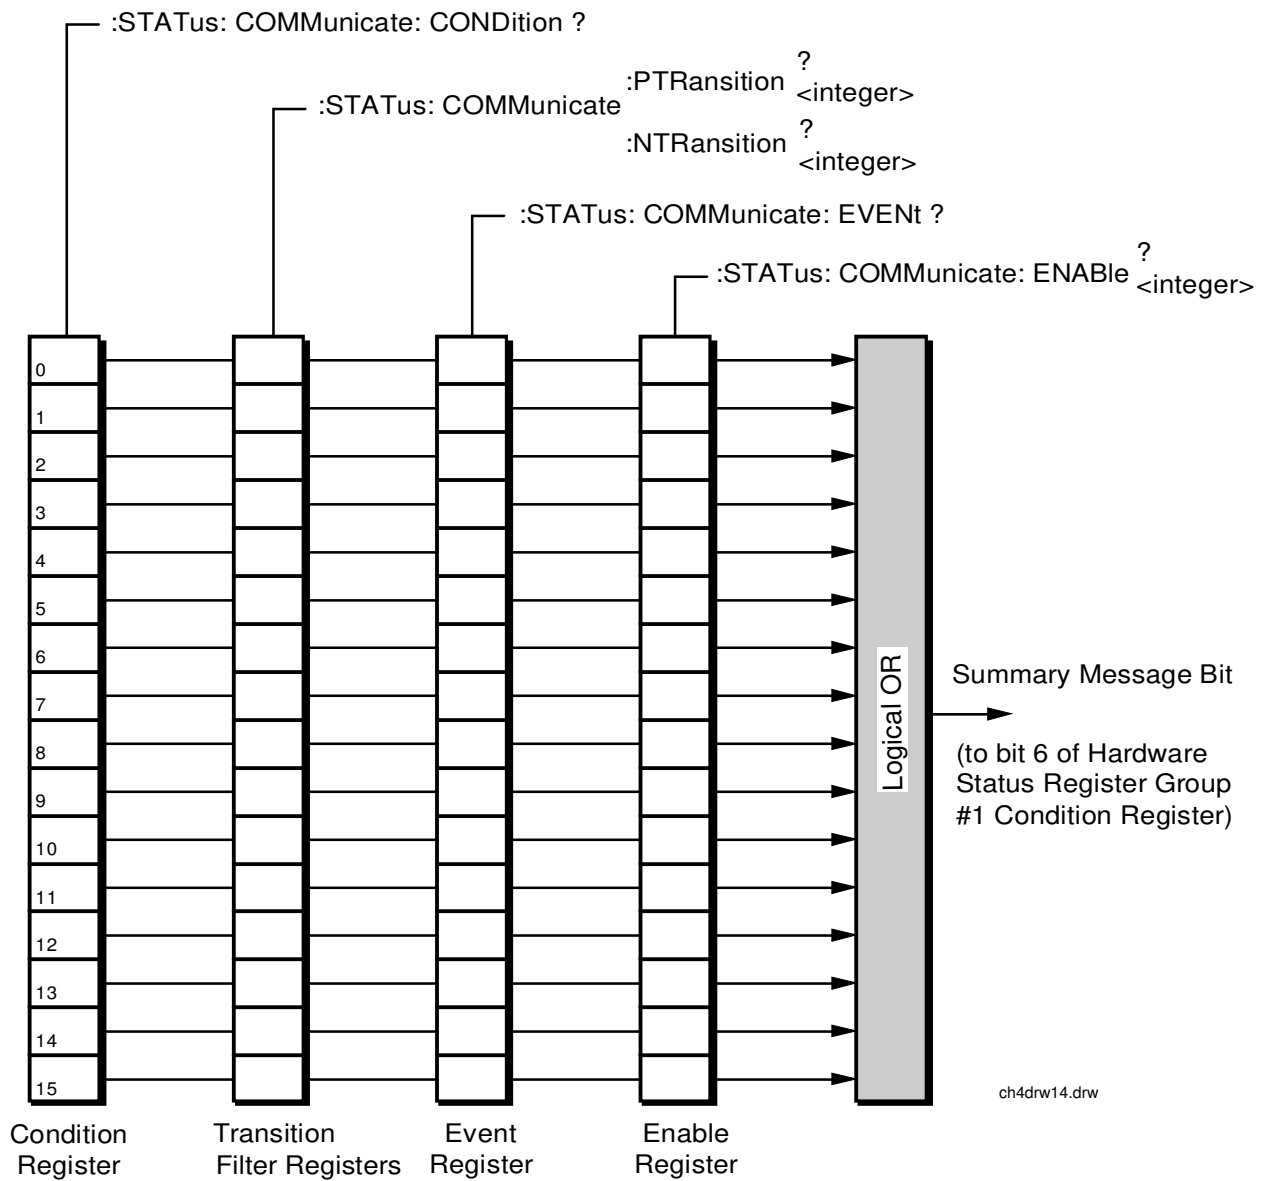 :STATus: COMMunicate: CONDition ?
:STATus: COMMunicate
:PTRansition ?
<integer>
:NTRansition ?
<integer>
:STATus: COMMunicate: EVENt ?
:STATus: COMMunicate: ENABle ?
<integer>
0
1
2
3
4
5
6
7
8
9
10
11
12
13
14
15
Logical OR
Summary Message Bit
(to bit 6 of Hardware
Status Register Group
#1 Condition Register)
ch4drw14.drw
Condition
Register
Transition
Filter Registers
Event
Register
Enable
Register